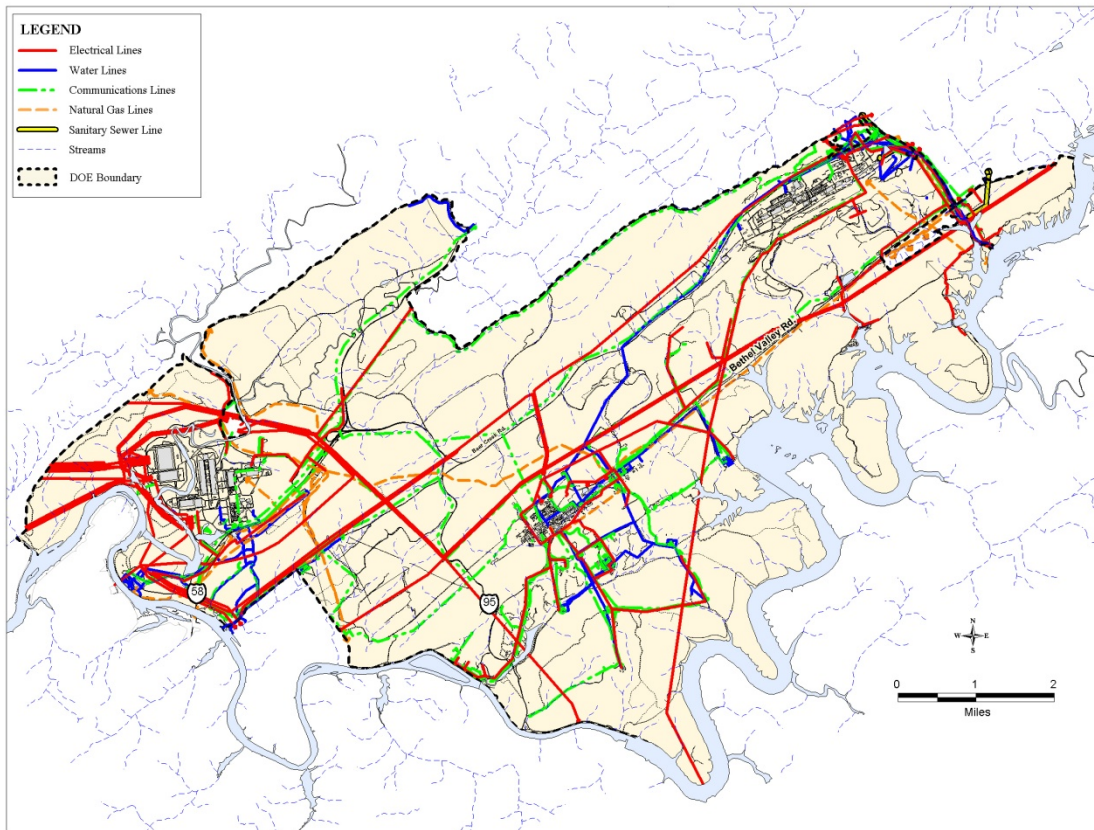 LEGEND
Electrical Lines
Water Lines
Communications Lines
Natural Gas Lines
Sanitary Sewer Line
Streams
DOE Boundary
Bethel Valley Rd.
Bear Creek Rd.
58
95
N
W E
S
0 1 2
Miles